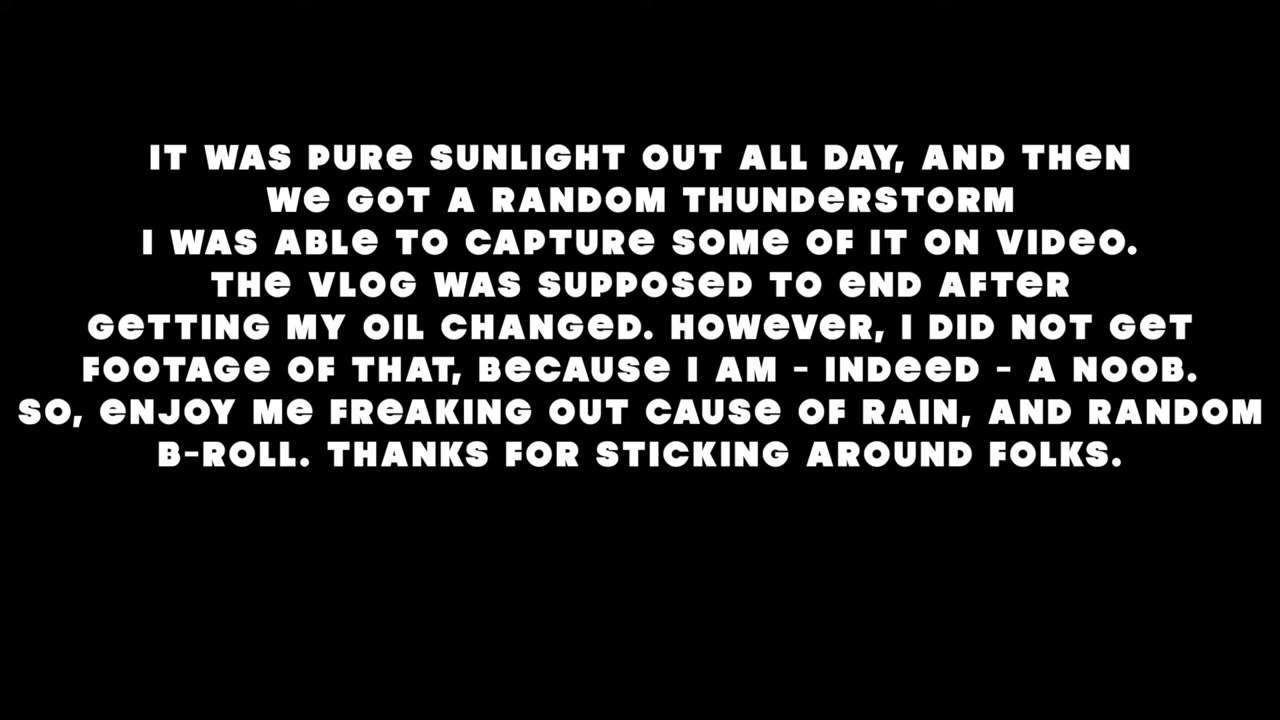 IT WAS PURE SUNLIGHT OUT ALL DAY, AND THEN
WE GOT A RANDOM THUNDERSTORM
I WAS ABLE TO CAPTURE SOME OF IT ON VIDEO.
THE VLOG WAS SUPPOSED TO END AFTER
GETTING MY OIL CHANGED. HOWEVER, I DID NOT GET
FOOTAGE OF THAT, BECAUSE I AM - INDEED - A NOOB.
SO, ENJOY ME FREAKING OUT CAUSE OF RAIN, AND RANDOM
B-ROLL. THANKS FOR STICKING AROUND FOLKS.